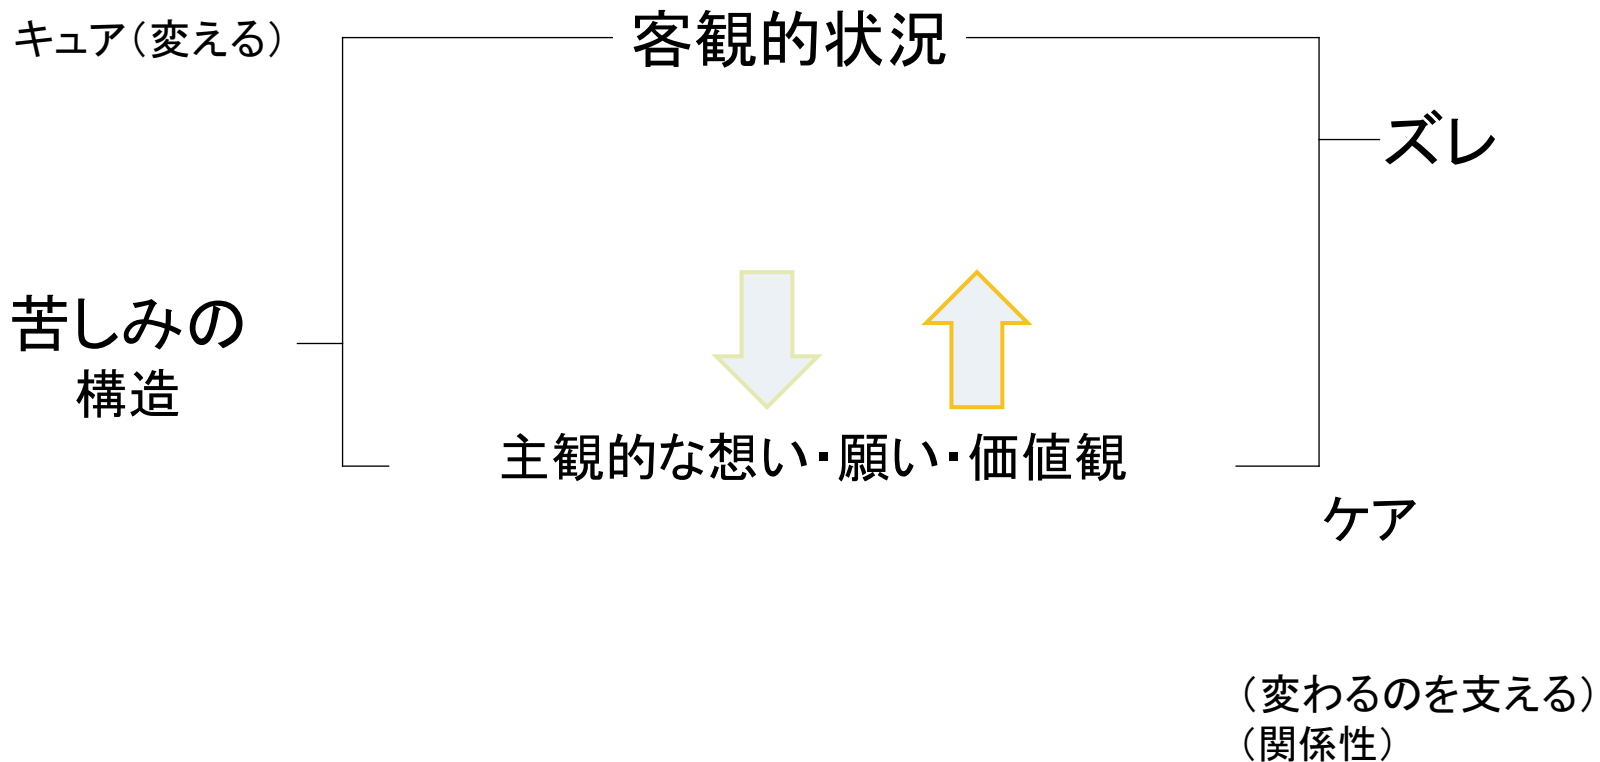 キュア(変える)
客観的状況
ズレ
苦しみの
構造
主観的な想い・願い・価値観
ケア
(変わるのを支える)
(関係性)